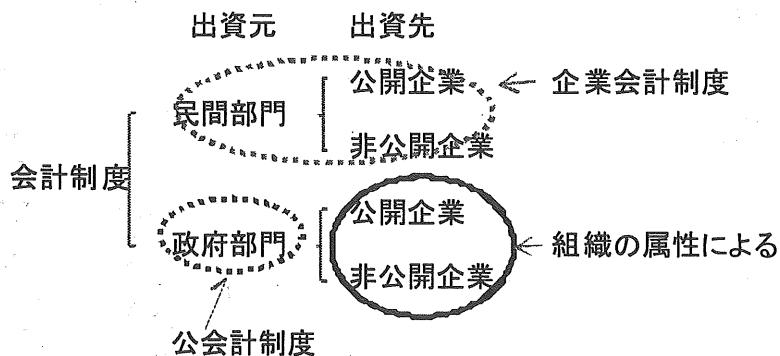 出資元 出資先
公開企業 企業会計制度
民間部門
非公開企業
会計制度
公開企業
政府部門 組織の属性による
非公開企業
公会計制度